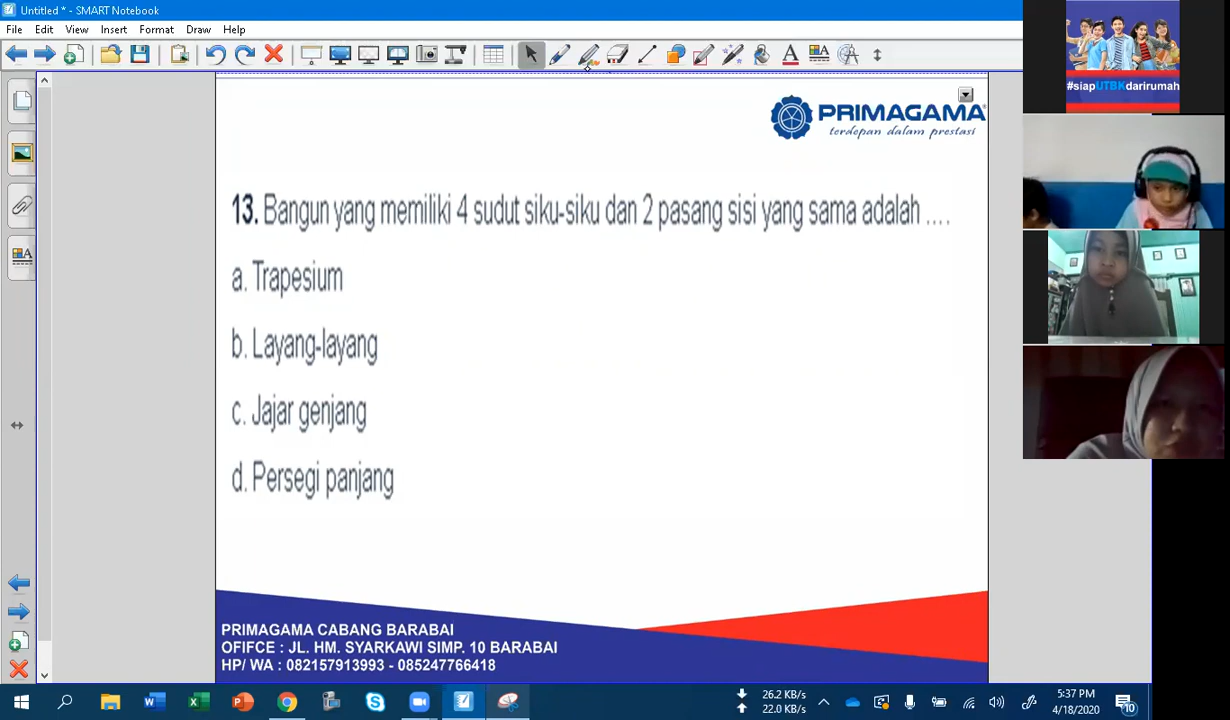 Untitled * - SMART Notebook
File Edit View Insert Format Draw Help
#siapUTBKdarirumah
PRIMAGAMA
terdepan dalam prestasi
13. Bangun yang memiliki 4 sudut siku-siku dan 2 pasang sisi yang sama adalah ....
a. Trapesium
b. Layang-layang
c. Jajar genjang
d. Persegi panjang
PRIMAGAMA CABANG BARABAI
OFIFCE : JL. HM. SYARKAWI SIMP. 10 BARABAI
HP/ WA : 082157913993 - 085247766418
26.2 KB/s
22.0 KB/s
5:37 PM
4/18/2020
10